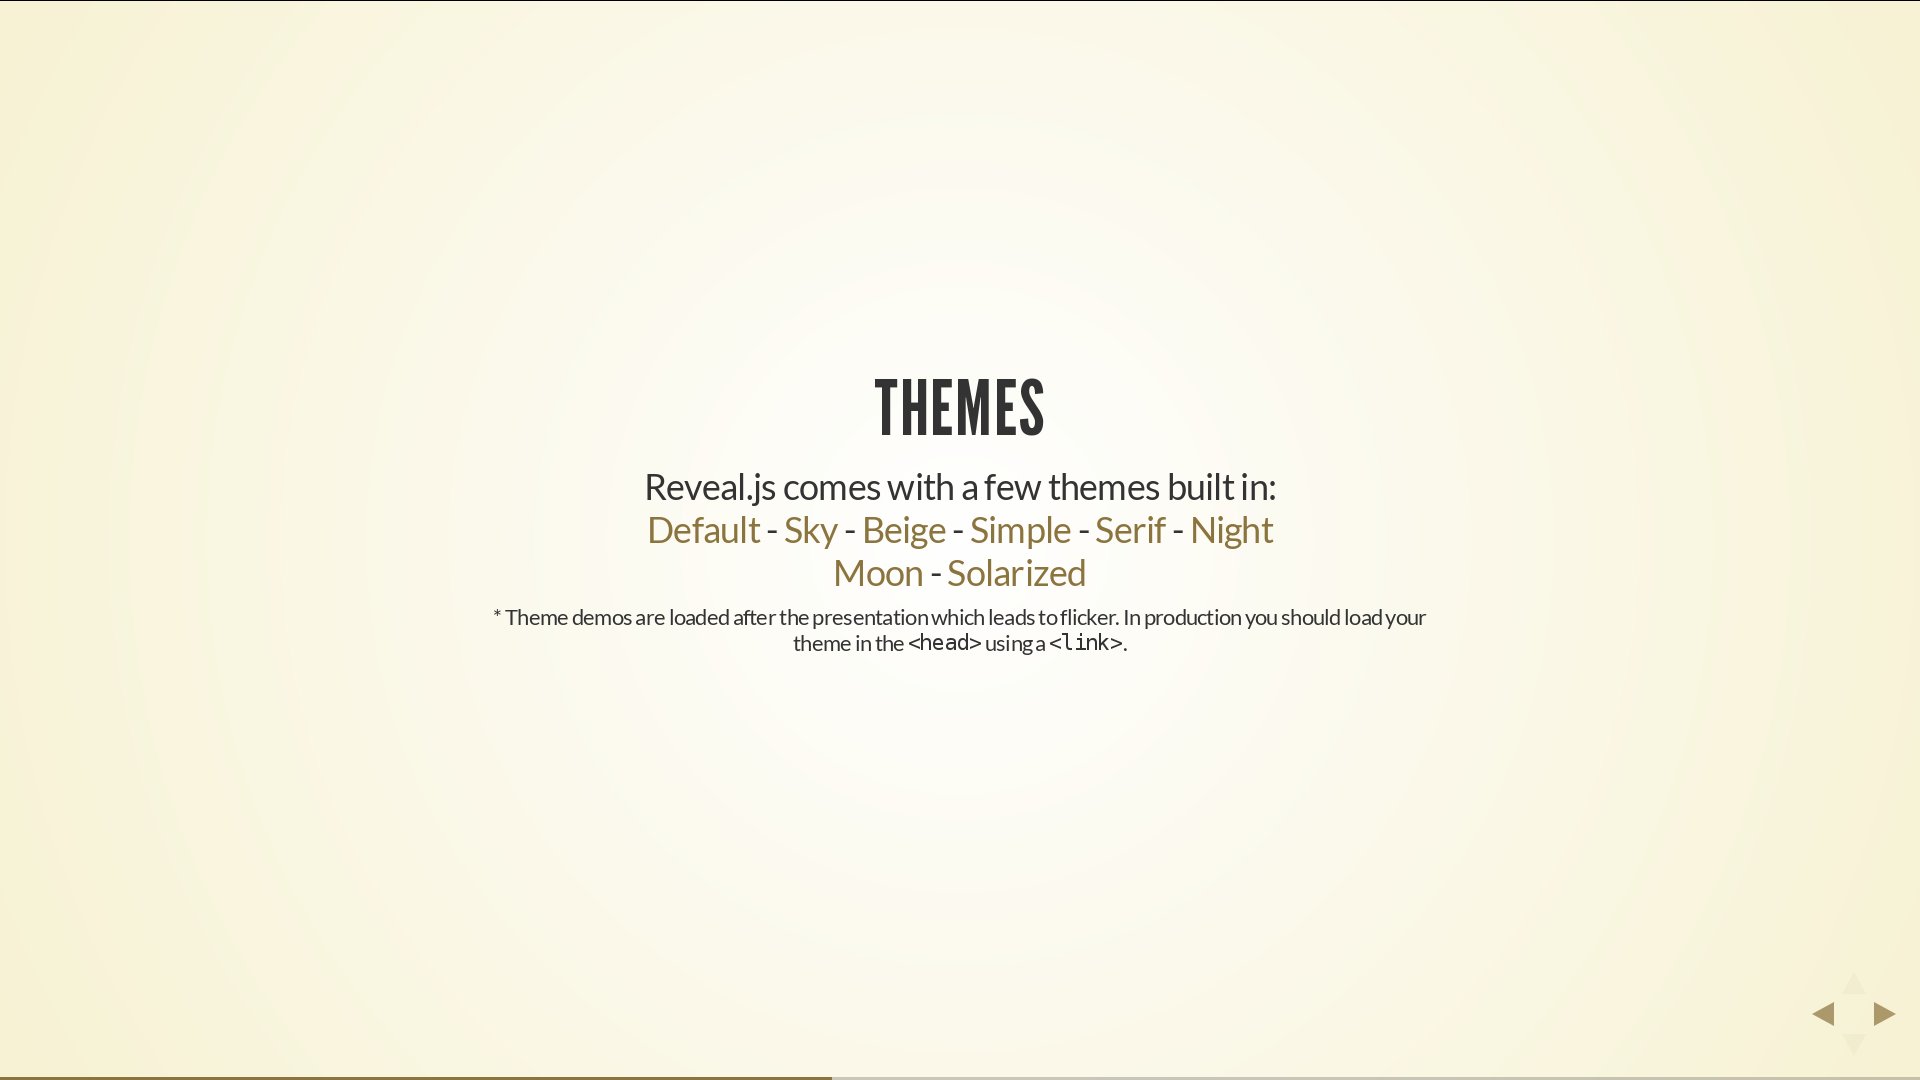 THEMES
Reveal.js comes with a few themes built in:
Default - Sky - Beige - Simple - Serif - Night
Moon - Solarized
* Theme demos are loaded after the presentation which leads to flicker. In production you should load your
theme in the <head> using a <link>.